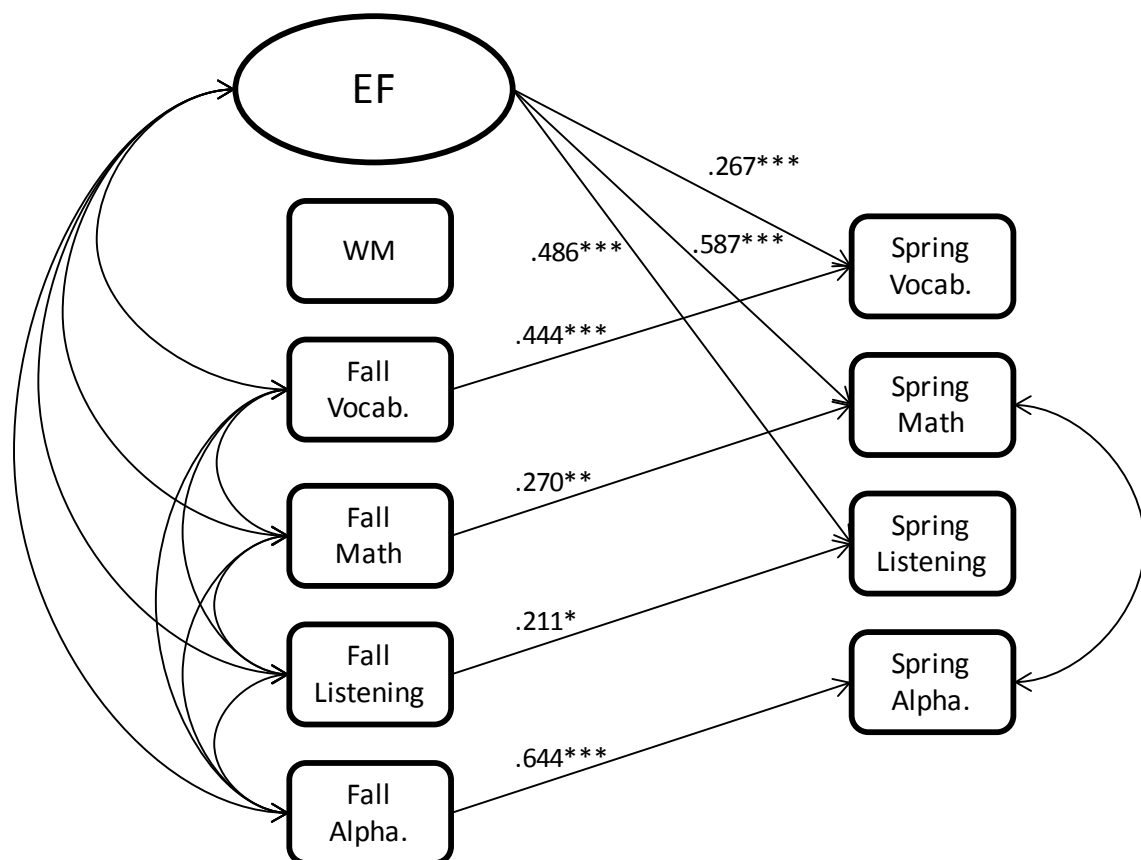 EF
.267***
WM
.486***
.587***
Spring
Vocab.
.444***
Fall
Vocab.
Spring
Math
.270**
Fall
Math
Spring
Listening
.211*
Fall
Listening
Spring
Alpha.
.644***
Fall
Alpha.